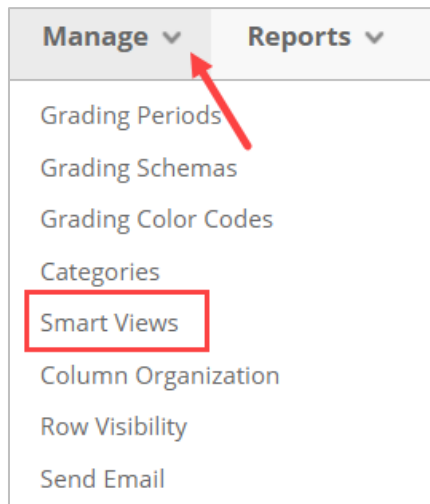 Manage Reports
Grading Periods
Grading Schemas
Grading Color Codes
Categories
Smart Views
Column Organization
Row Visibility
Send Email